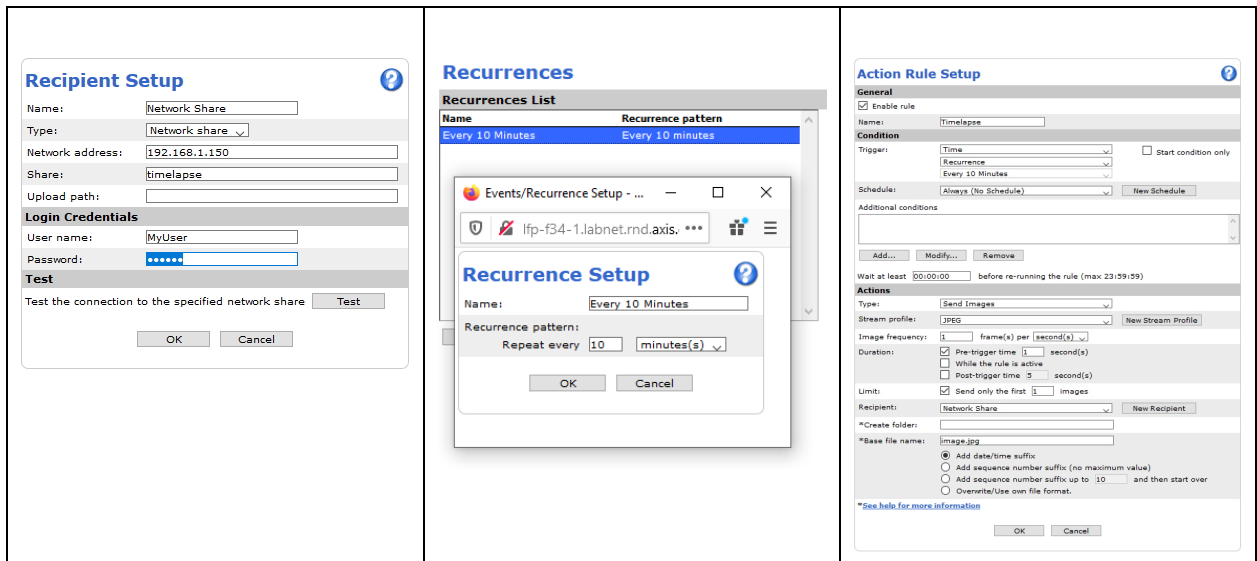 Recipient Setup
Name: Network Share
Type: Network share
Network address: 192.168.1.150
Share: timelapse
Upload path:
Login Credentials
User name: MyUser
Password: ••••••
Test
Test the connection to the specified network share Test
OK Cancel
Recurrences
Recurrences List
Name Recurrence pattern
Every 10 Minutes Every 10 minutes
Events/Recurrence Setup - ...
lfp-f34-1.labnet.rnd.axis. •••
Recurrence Setup
Name: Every 10 Minutes
Recurrence pattern:
Repeat every 10 minutes(s)
OK Cancel
Action Rule Setup
General
Enable rule
Name: Timelapse
Condition
Trigger: Time Start condition only
Recurrence
Every 10 Minutes
Schedule: Always (No Schedule) New Schedule
Additional conditions
Add... Modify... Remove
Wait at least 00:00:00 before re-running the rule (max 23:59:59)
Actions
Type: Send Images
Stream profile: JPEG New Stream Profile
Image frequency: 1 frame(s) per second(s)
Duration: Pre-trigger time 1 second(s)
While the rule is active
Post-trigger time 5 second(s)
Limit: Send only the first 1 images
Recipient: Network Share New Recipient
*Create folder:
*Base file name: image.jpg
Add date/time suffix
Add sequence number suffix (no maximum value)
Add sequence number suffix up to 10 and then start over
Overwrite/Use own file format.
*See help for more information
OK Cancel